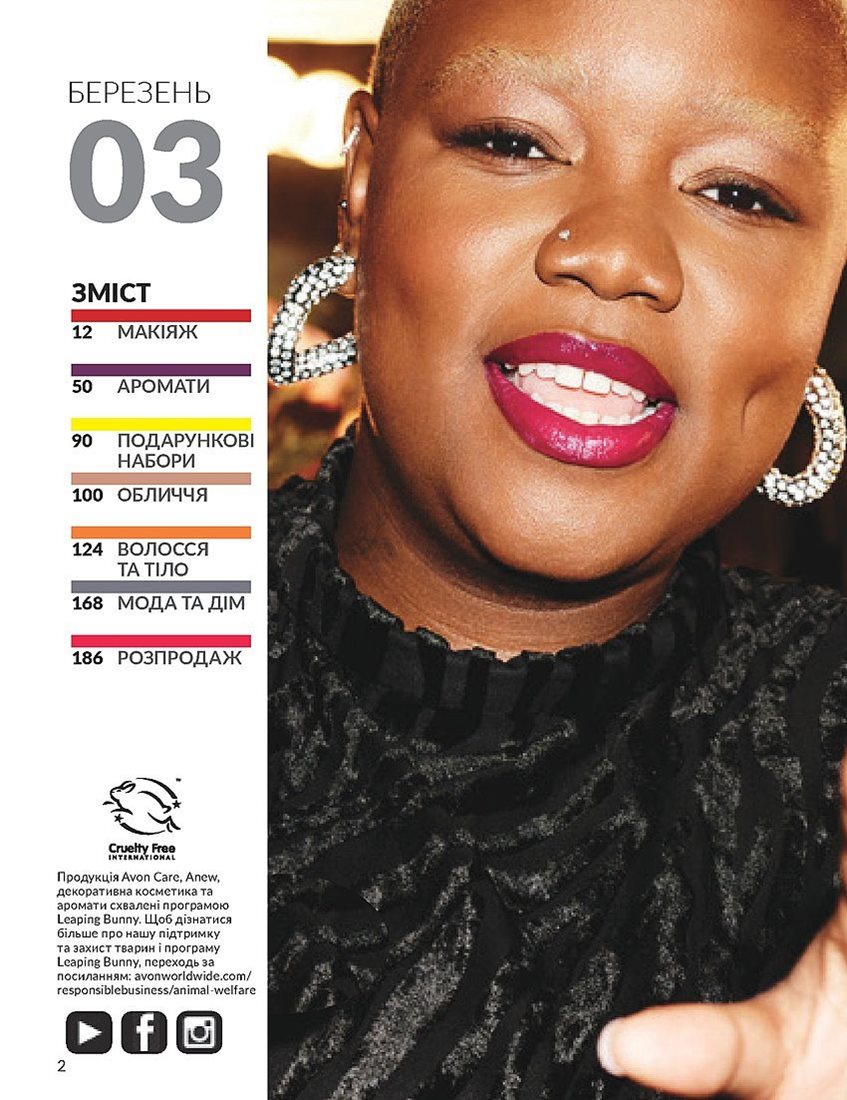 БЕРЕЗЕНЬ
03
ЗМІСТ
12 МАКІЯЖ
50 АРОМАТИ
90 ПОДАРУНКОВІ
НАБОРИ
100 ОБЛИЧЧЯ
124 ВОЛОССЯ
ТА ТІЛО
168 МОДА ТА ДІМ
186 РОЗПРОДАЖ
Cruelty Free
INTERNATIONAL
Продукція Avon Care, Anew,
декоративна косметика та
аромати схвалені програмою
Leaping Bunny. Щоб дізнатися
більше про нашу підтримку
та захист тварин і програму
Leaping Bunny, переходь за
посиланням: avonworldwide.com/
responsiblebusiness/animal-welfare
2